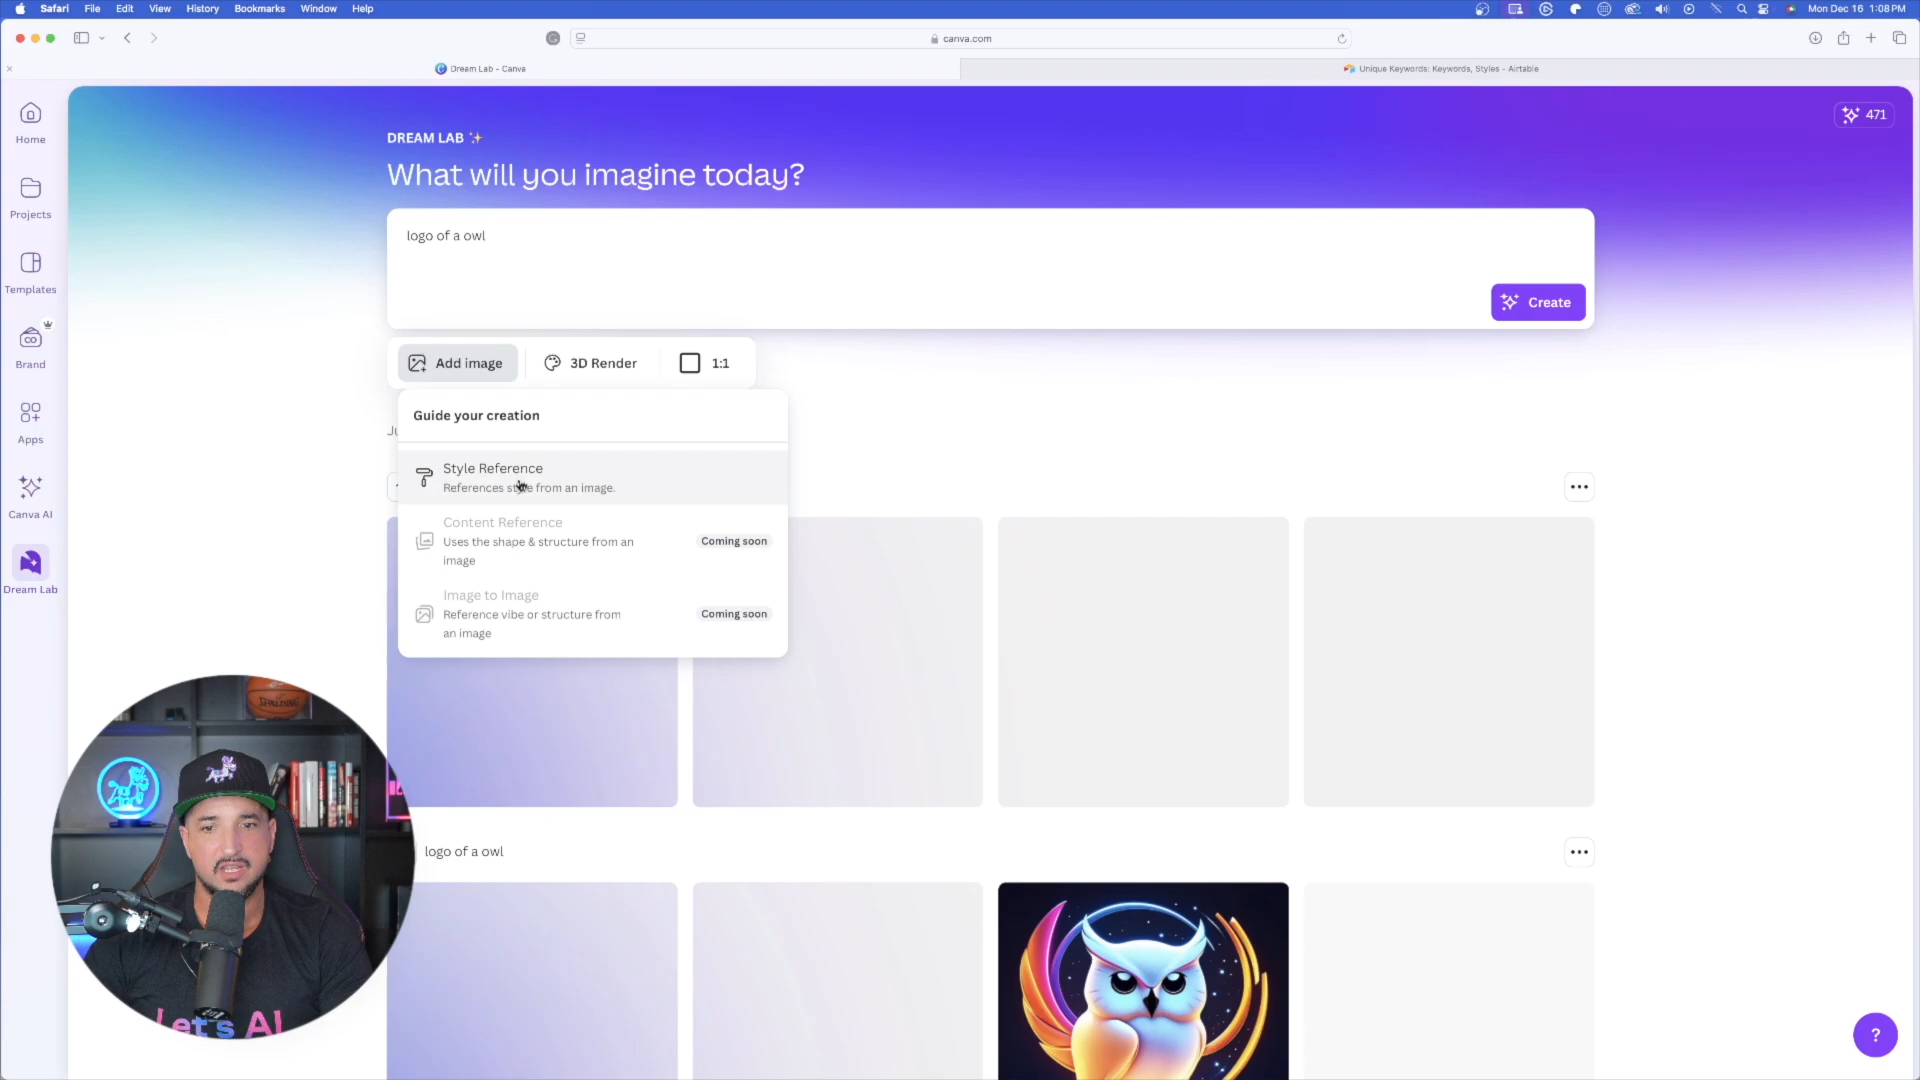 Safari File Edit View History Bookmarks Window Help Mon Dec 16 1:08 PM
canva.com
Dream Lab - Canva
Unique Keywords: Keywords, Styles - Airtable
Home
Projects
Templates
Brand
Apps
Canva AI
Dream Lab
471
DREAM LAB
What will you imagine today?
logo of a owl
Create
Add image
3D Render
1:1
Guide your creation
Ju
Style Reference
References style from an image.
Content Reference
Uses the shape & structure from an
image
Coming soon
Image to Image
Reference vibe or structure from
an image
Coming soon
logo of a owl
SPALDING
Let's AI
?